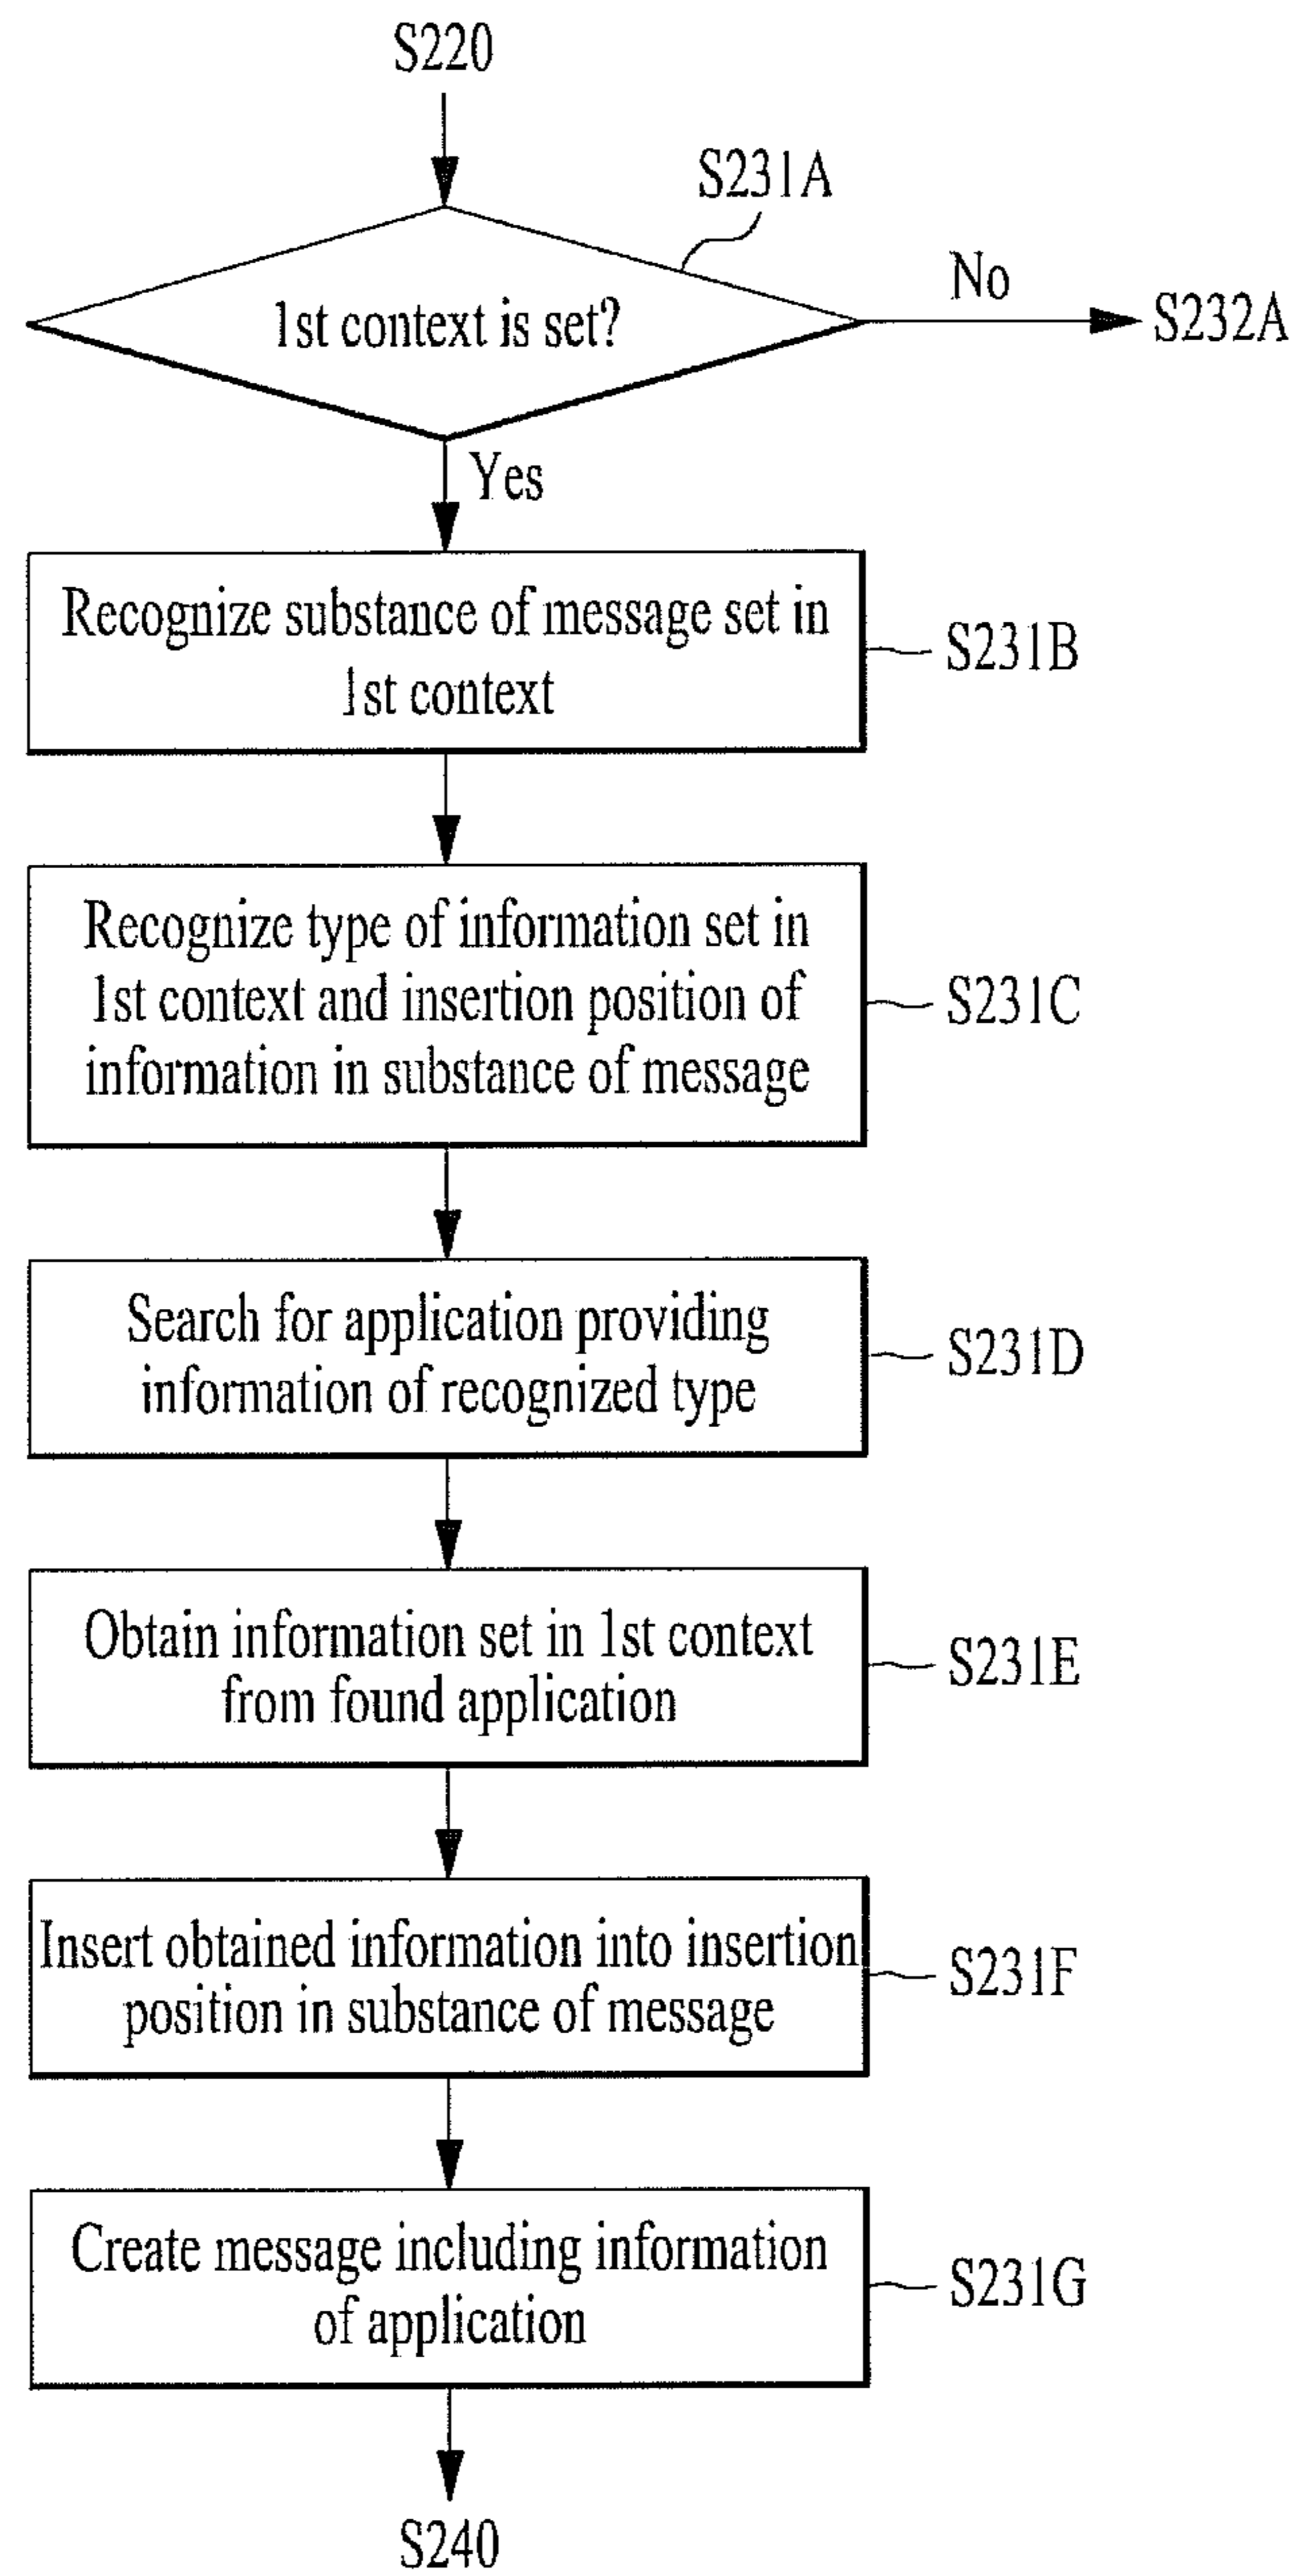 S220
S231A
1st context is set?
No
S232A
Yes
Recognize substance of message set in
1st context
S231B
Recognize type of information set in
1st context and insertion position of
information in substance of message
S231C
Search for application providing
information of recognized type
S231D
Obtain information set in 1st context
from found application
S231E
Insert obtained information into insertion
position in substance of message
S231F
Create message including information
of application
S231G
S240